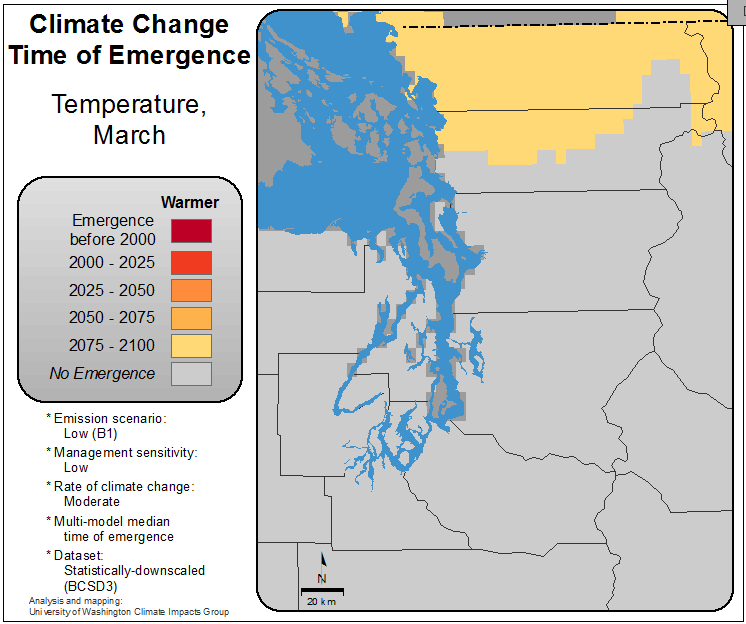 Climate Change
Time of Emergence
Temperature,
March
Warmer
Emergence
before 2000
2000 - 2025
2025 - 2050
2050 - 2075
2075 - 2100
No Emergence
* Emission scenario:
Low (B1)
* Management sensitivity:
Low
* Rate of climate change:
Moderate
* Multi-model median
time of emergence
* Dataset:
Statistically-downscaled
(BCSD3)
Analysis and mapping:
University of Washington Climate Impacts Group
N
20 km